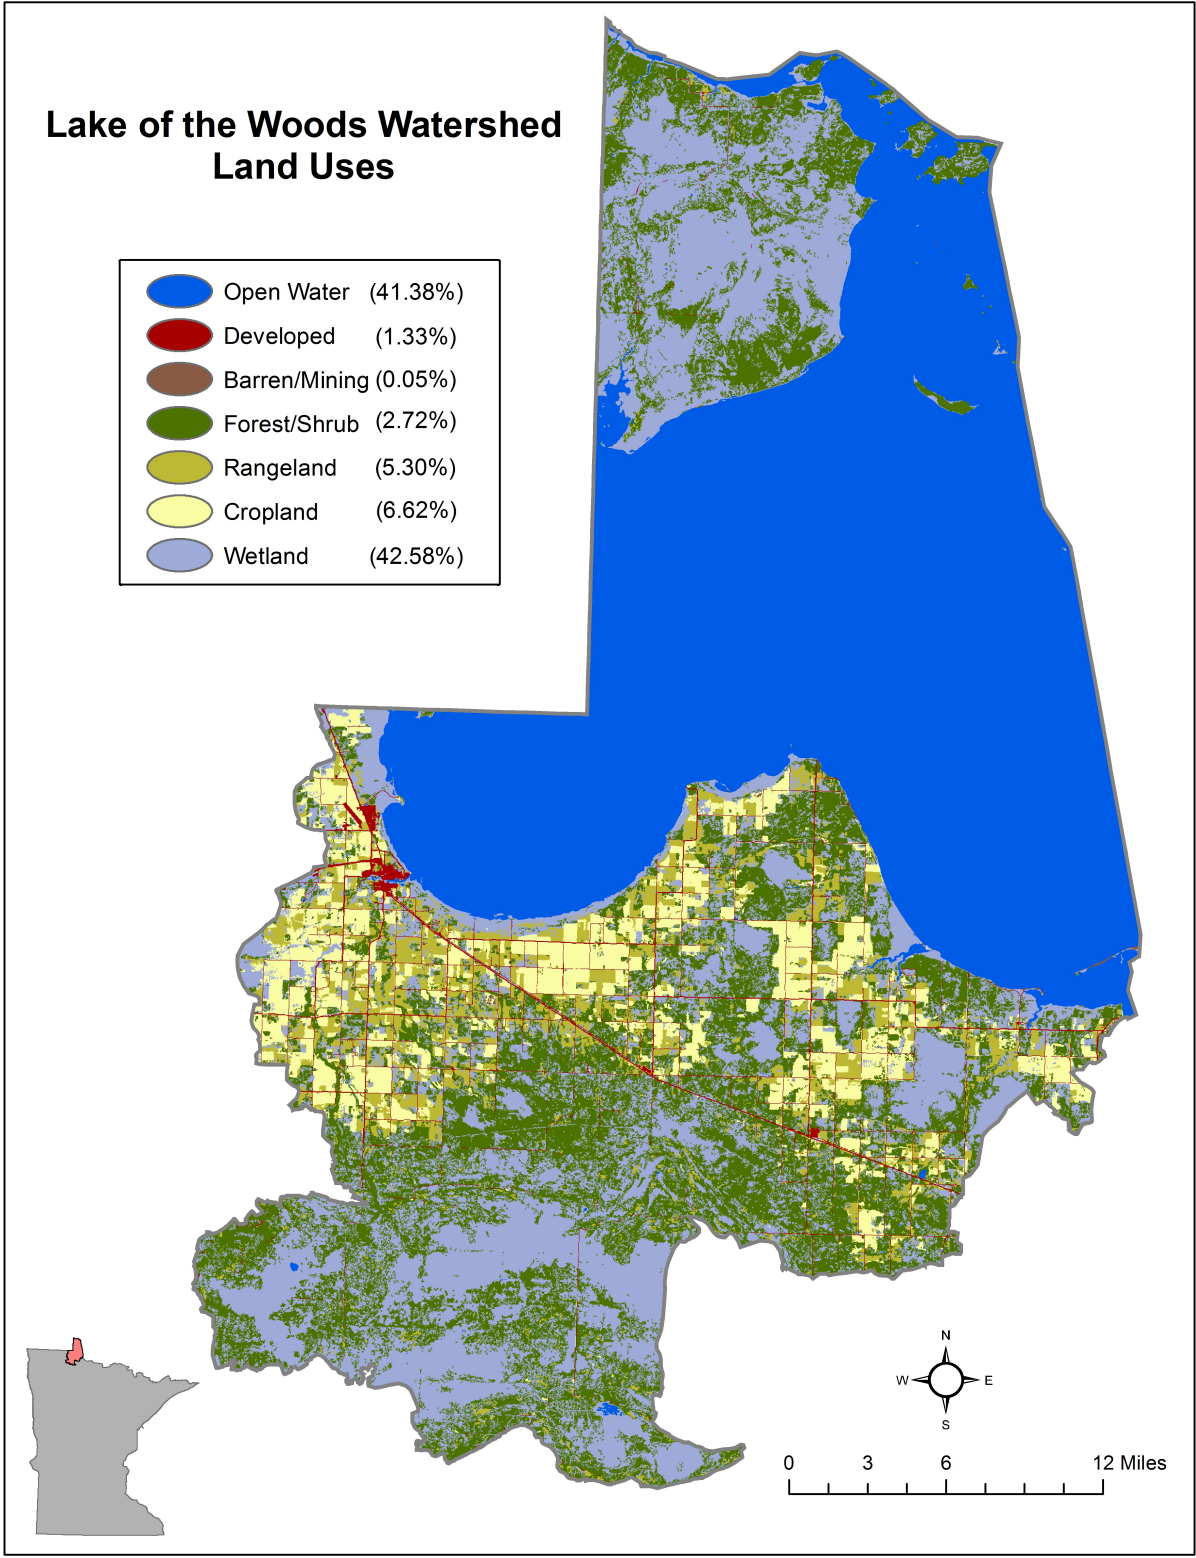 Lake of the Woods Watershed
Land Uses
Open Water (41.38%)
Developed (1.33%)
Barren/Mining (0.05%)
Forest/Shrub (2.72%)
Rangeland (5.30%)
Cropland (6.62%)
Wetland (42.58%)
N
W E
S
0 3 6 12 Miles